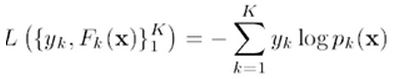 L ({y_k, F_k(x)}_1^K) = − ∑_{k=1}^{K} y_k log p_k(x)